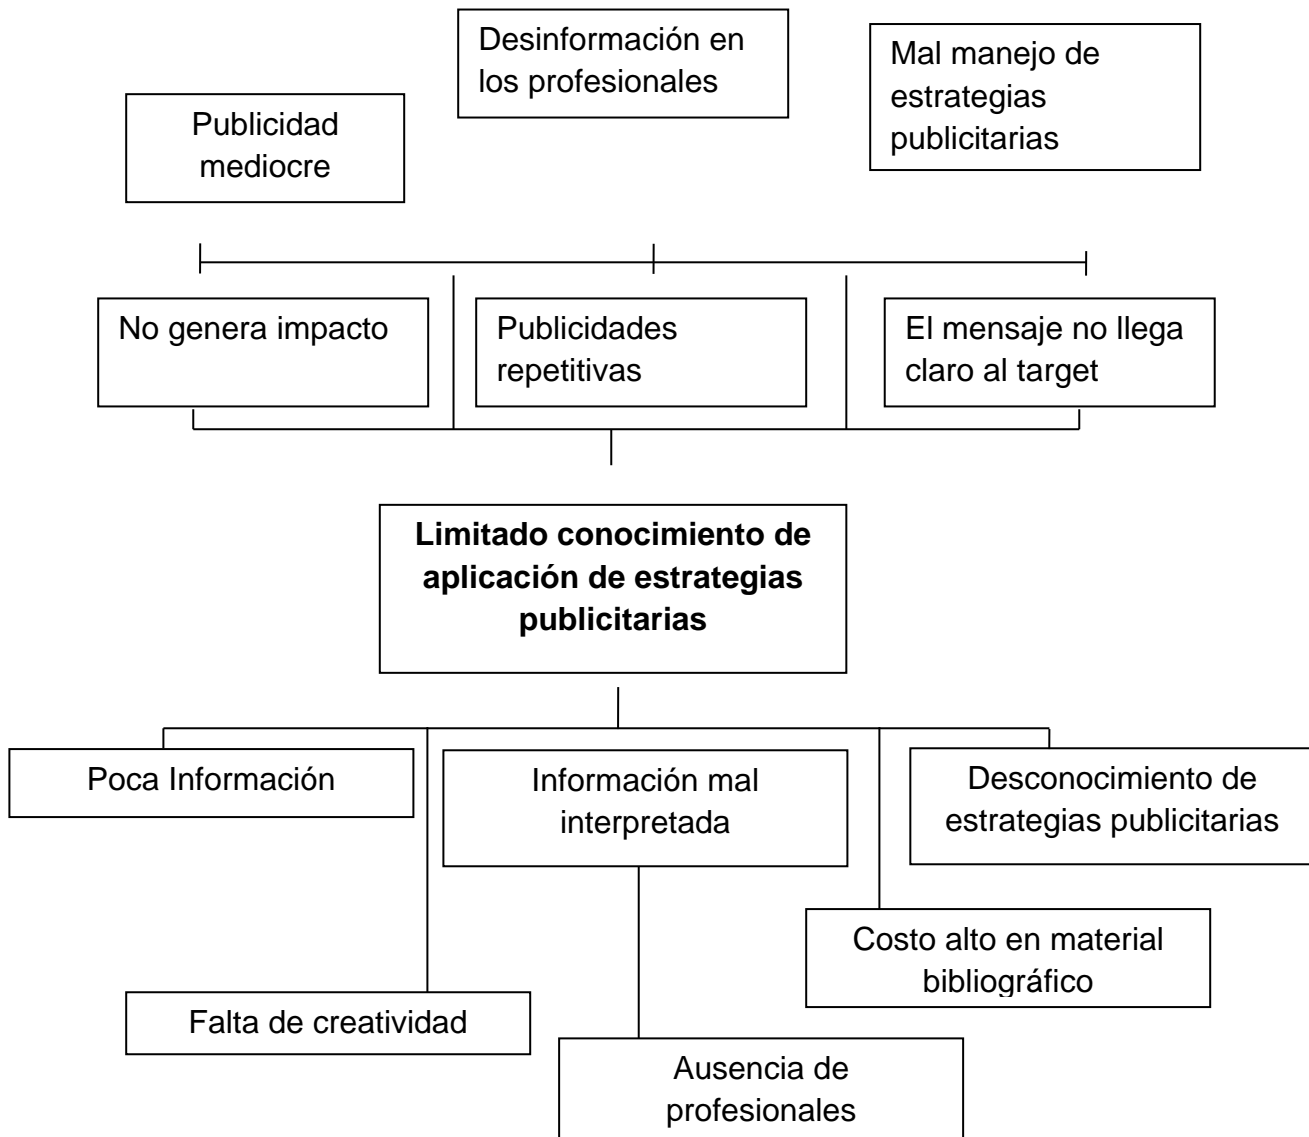 Desinformación en
los profesionales
Mal manejo de
estrategias
publicitarias
Publicidad
mediocre
No genera impacto
Publicidades
repetitivas
El mensaje no llega
claro al target
Limitado conocimiento de
aplicación de estrategias
publicitarias
Poca Información
Información mal
interpretada
Desconocimiento de
estrategias publicitarias
Costo alto en material
bibliográfico
Falta de creatividad
Ausencia de
profesionales